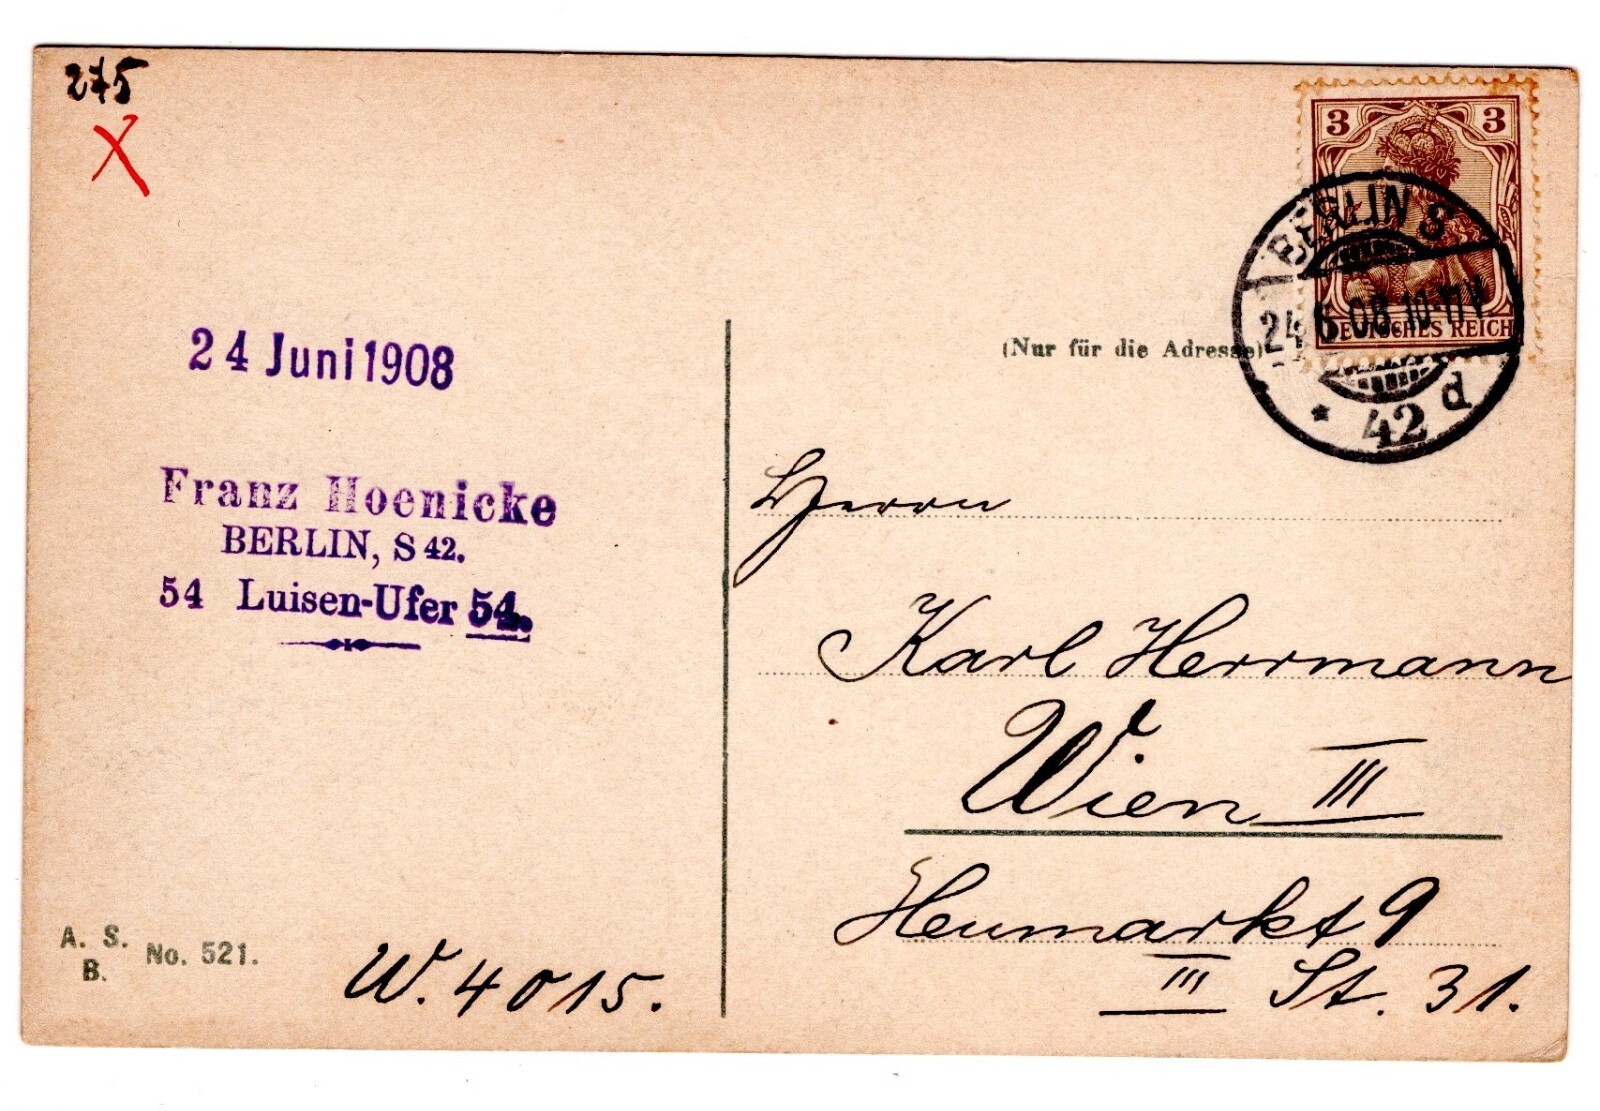 275
X
3 3
DEUTSCHES REICH
BERLIN S
24.6.08.10-11V.
* 42 d
24 Juni 1908
Franz Hoenicke
BERLIN, S 42.
54 Luisen-Ufer 54.
(Nur für die Adresse)
Herrn
Karl Herrmann
Wien III
Heumarkt 9
III St. 31.
A. S.
B.
No. 521.
W. 4015.